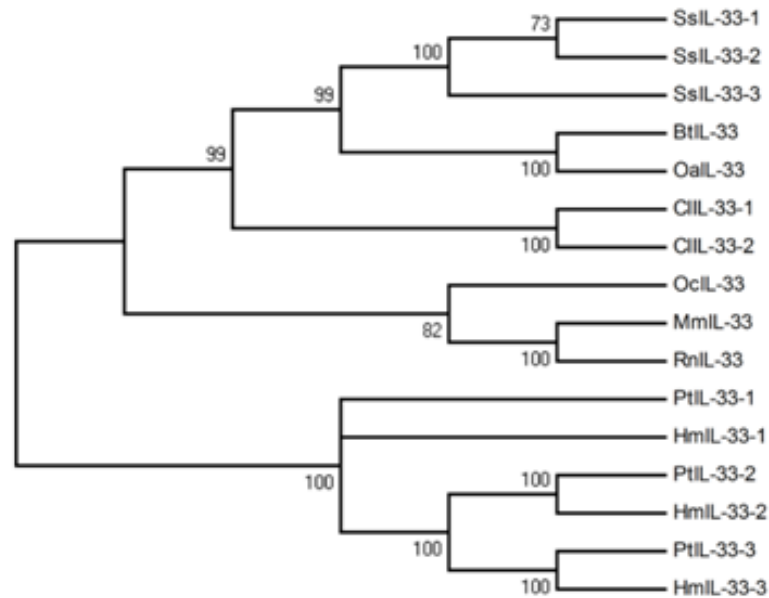 73
SsIL-33-1
100
SsIL-33-2
99
SsIL-33-3
BtIL-33
99
100
OaIL-33
ClIL-33-1
100
ClIL-33-2
OcIL-33
82
MmIL-33
100
RnIL-33
PtIL-33-1
HmIL-33-1
100
100
PtIL-33-2
HmIL-33-2
100
PtIL-33-3
100
HmIL-33-3